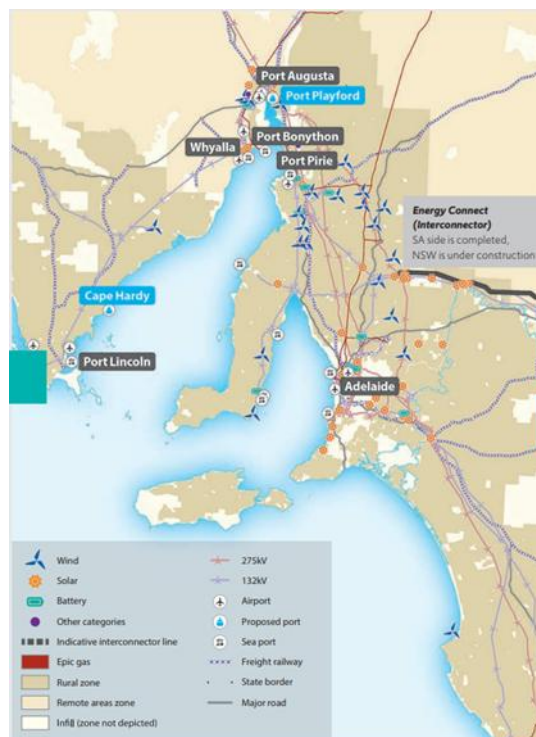 Port Augusta
Port Playford
Port Bonython
Whyalla
Port Pirie
Energy Connect
(Interconnector)
SA side is completed,
NSW is under construction
Cape Hardy
Port Lincoln
Adelaide
Wind
Solar
Battery
Other categories
Indicative interconnector line
Epic gas
Rural zone
Remote areas zone
Infill (zone not depicted)
275kV
132kV
Airport
Proposed port
Sea port
Freight railway
State border
Major road